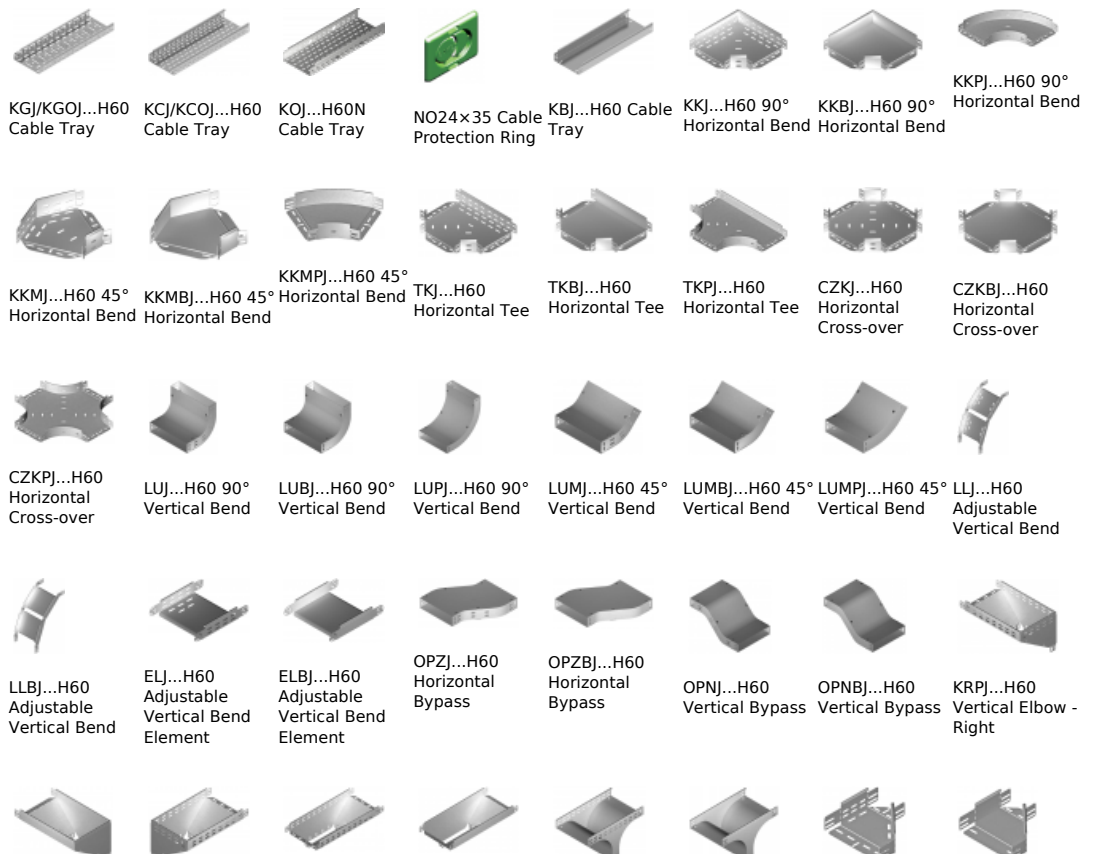 KGJ/KGOJ...H60
Cable Tray
KCJ/KCOJ...H60
Cable Tray
KOJ...H60N
Cable Tray
NO24×35 Cable
Protection Ring
KBJ...H60 Cable
Tray
KKJ...H60 90°
Horizontal Bend
KKBJ...H60 90°
Horizontal Bend
KKPJ...H60 90°
Horizontal Bend
KKMJ...H60 45°
Horizontal Bend
KKMBJ...H60 45°
Horizontal Bend
KKMPJ...H60 45°
Horizontal Bend
TKJ...H60
Horizontal Tee
TKBJ...H60
Horizontal Tee
TKPJ...H60
Horizontal Tee
CZKJ...H60
Horizontal
Cross-over
CZKBJ...H60
Horizontal
Cross-over
CZKPJ...H60
Horizontal
Cross-over
LUJ...H60 90°
Vertical Bend
LUBJ...H60 90°
Vertical Bend
LUPJ...H60 90°
Vertical Bend
LUMJ...H60 45°
Vertical Bend
LUMBJ...H60 45°
Vertical Bend
LUMPJ...H60 45°
Vertical Bend
LLJ...H60
Adjustable
Vertical Bend
LLBJ...H60
Adjustable
Vertical Bend
ELJ...H60
Adjustable
Vertical Bend
Element
ELBJ...H60
Adjustable
Vertical Bend
Element
OPZJ...H60
Horizontal
Bypass
OPZBJ...H60
Horizontal
Bypass
OPNJ...H60
Vertical Bypass
OPNBJ...H60
Vertical Bypass
KRPJ...H60
Vertical Elbow -
Right